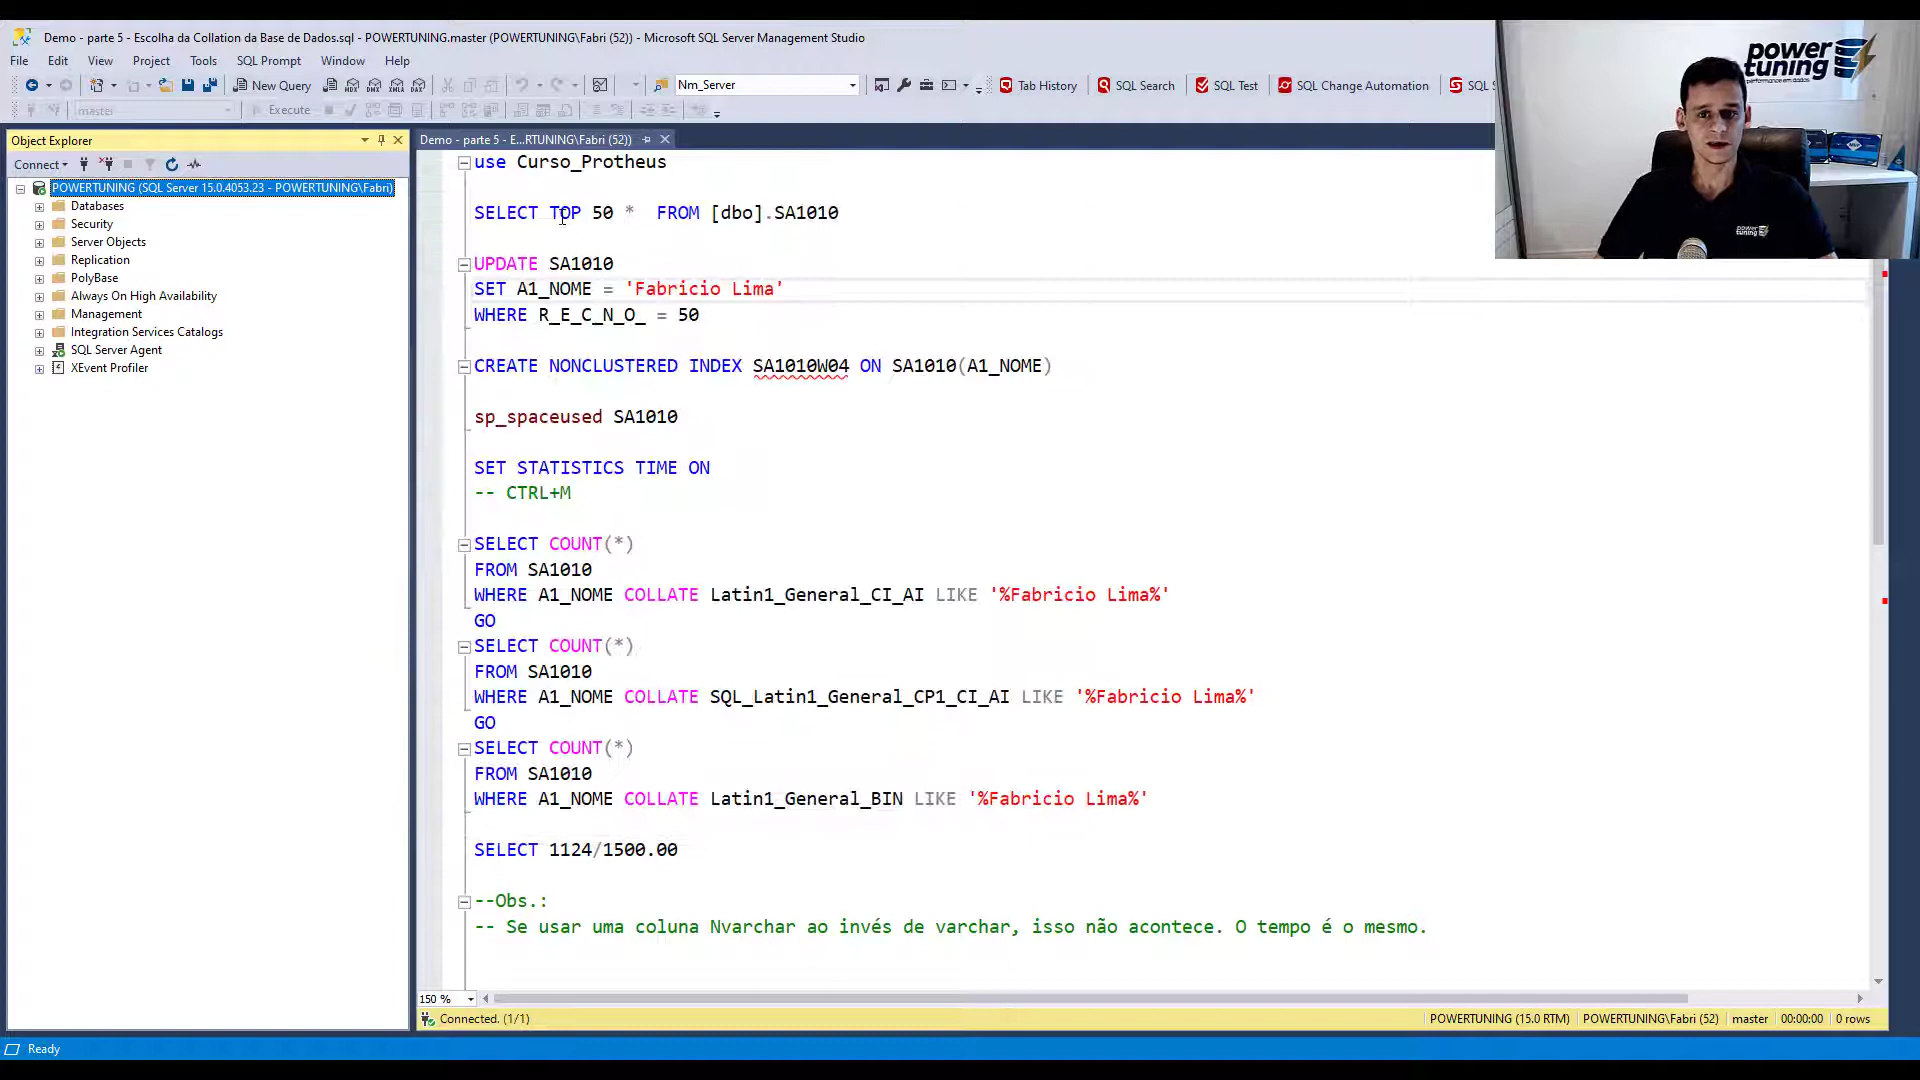 Demo - parte 5 - Escolha da Collation da Base de Dados.sql - POWERTUNING.master (POWERTUNING\Fabri (52)) - Microsoft SQL Server Management Studio
File Edit View Project Tools SQL Prompt Window Help
New Query Nm_Server Tab History SQL Search SQL Test SQL Change Automation SQL S
master Execute
power
tuning
performance em dados
power
tuning
Object Explorer
Connect
POWERTUNING (SQL Server 15.0.4053.23 - POWERTUNING\Fabri)
Databases
Security
Server Objects
Replication
PolyBase
Always On High Availability
Management
Integration Services Catalogs
SQL Server Agent
XEvent Profiler
Demo - parte 5 - E...RTUNING\Fabri (52))
use Curso_Protheus
SELECT TOP 50 *  FROM [dbo].SA1010
UPDATE SA1010
SET A1_NOME = 'Fabricio Lima'
WHERE R_E_C_N_O_ = 50
CREATE NONCLUSTERED INDEX SA1010W04 ON SA1010(A1_NOME)
sp_spaceused SA1010
SET STATISTICS TIME ON
-- CTRL+M
SELECT COUNT(*)
FROM SA1010
WHERE A1_NOME COLLATE Latin1_General_CI_AI LIKE '%Fabricio Lima%'
GO
SELECT COUNT(*)
FROM SA1010
WHERE A1_NOME COLLATE SQL_Latin1_General_CP1_CI_AI LIKE '%Fabricio Lima%'
GO
SELECT COUNT(*)
FROM SA1010
WHERE A1_NOME COLLATE Latin1_General_BIN LIKE '%Fabricio Lima%'
SELECT 1124/1500.00
--Obs.:
-- Se usar uma coluna Nvarchar ao invés de varchar, isso não acontece. O tempo é o mesmo.
150 %
Connected. (1/1) POWERTUNING (15.0 RTM) POWERTUNING\Fabri (52) master 00:00:00 0 rows
Ready